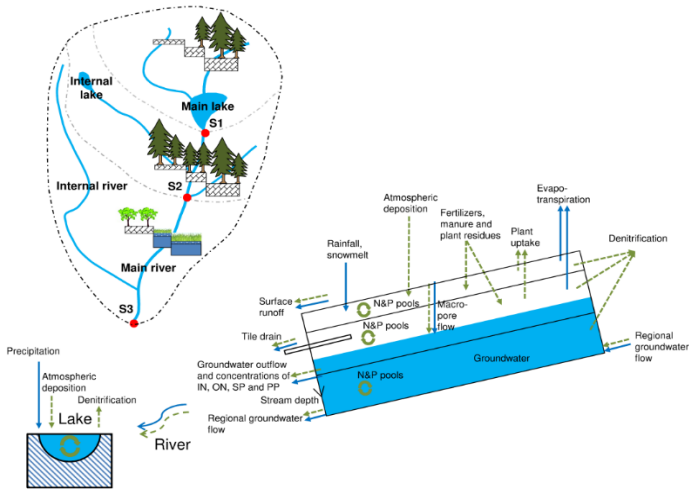 Internal
lake
Main lake
S1
S2
Internal river
Main river
S3
Atmospheric
deposition
Fertilizers,
manure and
plant residues
Plant
uptake
Evapo-
transpiration
Denitrification
Rainfall,
snowmelt
Surface
runoff
N&P pools
Macro-
pore
flow
Tile drain
N&P pools
Groundwater
Regional
groundwater
flow
Groundwater outflow
and concentrations of
IN, ON, SP and PP
N&P pools
Stream depth
Regional groundwater
flow
Precipitation
Atmospheric
deposition
Denitrification
Lake
River